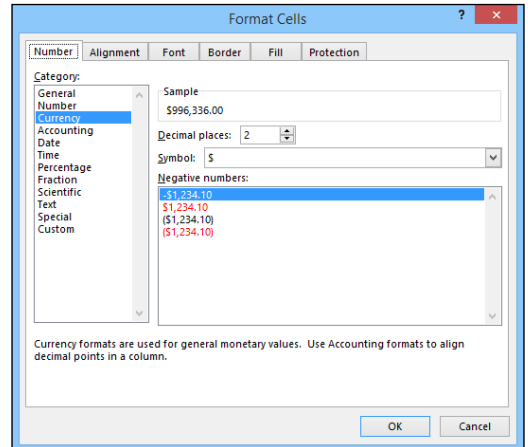 Format Cells
?
Number Alignment Font Border Fill Protection
Category:
General
Number
Currency
Accounting
Date
Time
Percentage
Fraction
Scientific
Text
Special
Custom
Sample
$996,336.00
Decimal places: 2
Symbol: $
Negative numbers:
-$1,234.10
$1,234.10
($1,234.10)
($1,234.10)
Currency formats are used for general monetary values. Use Accounting formats to align
decimal points in a column.
OK Cancel